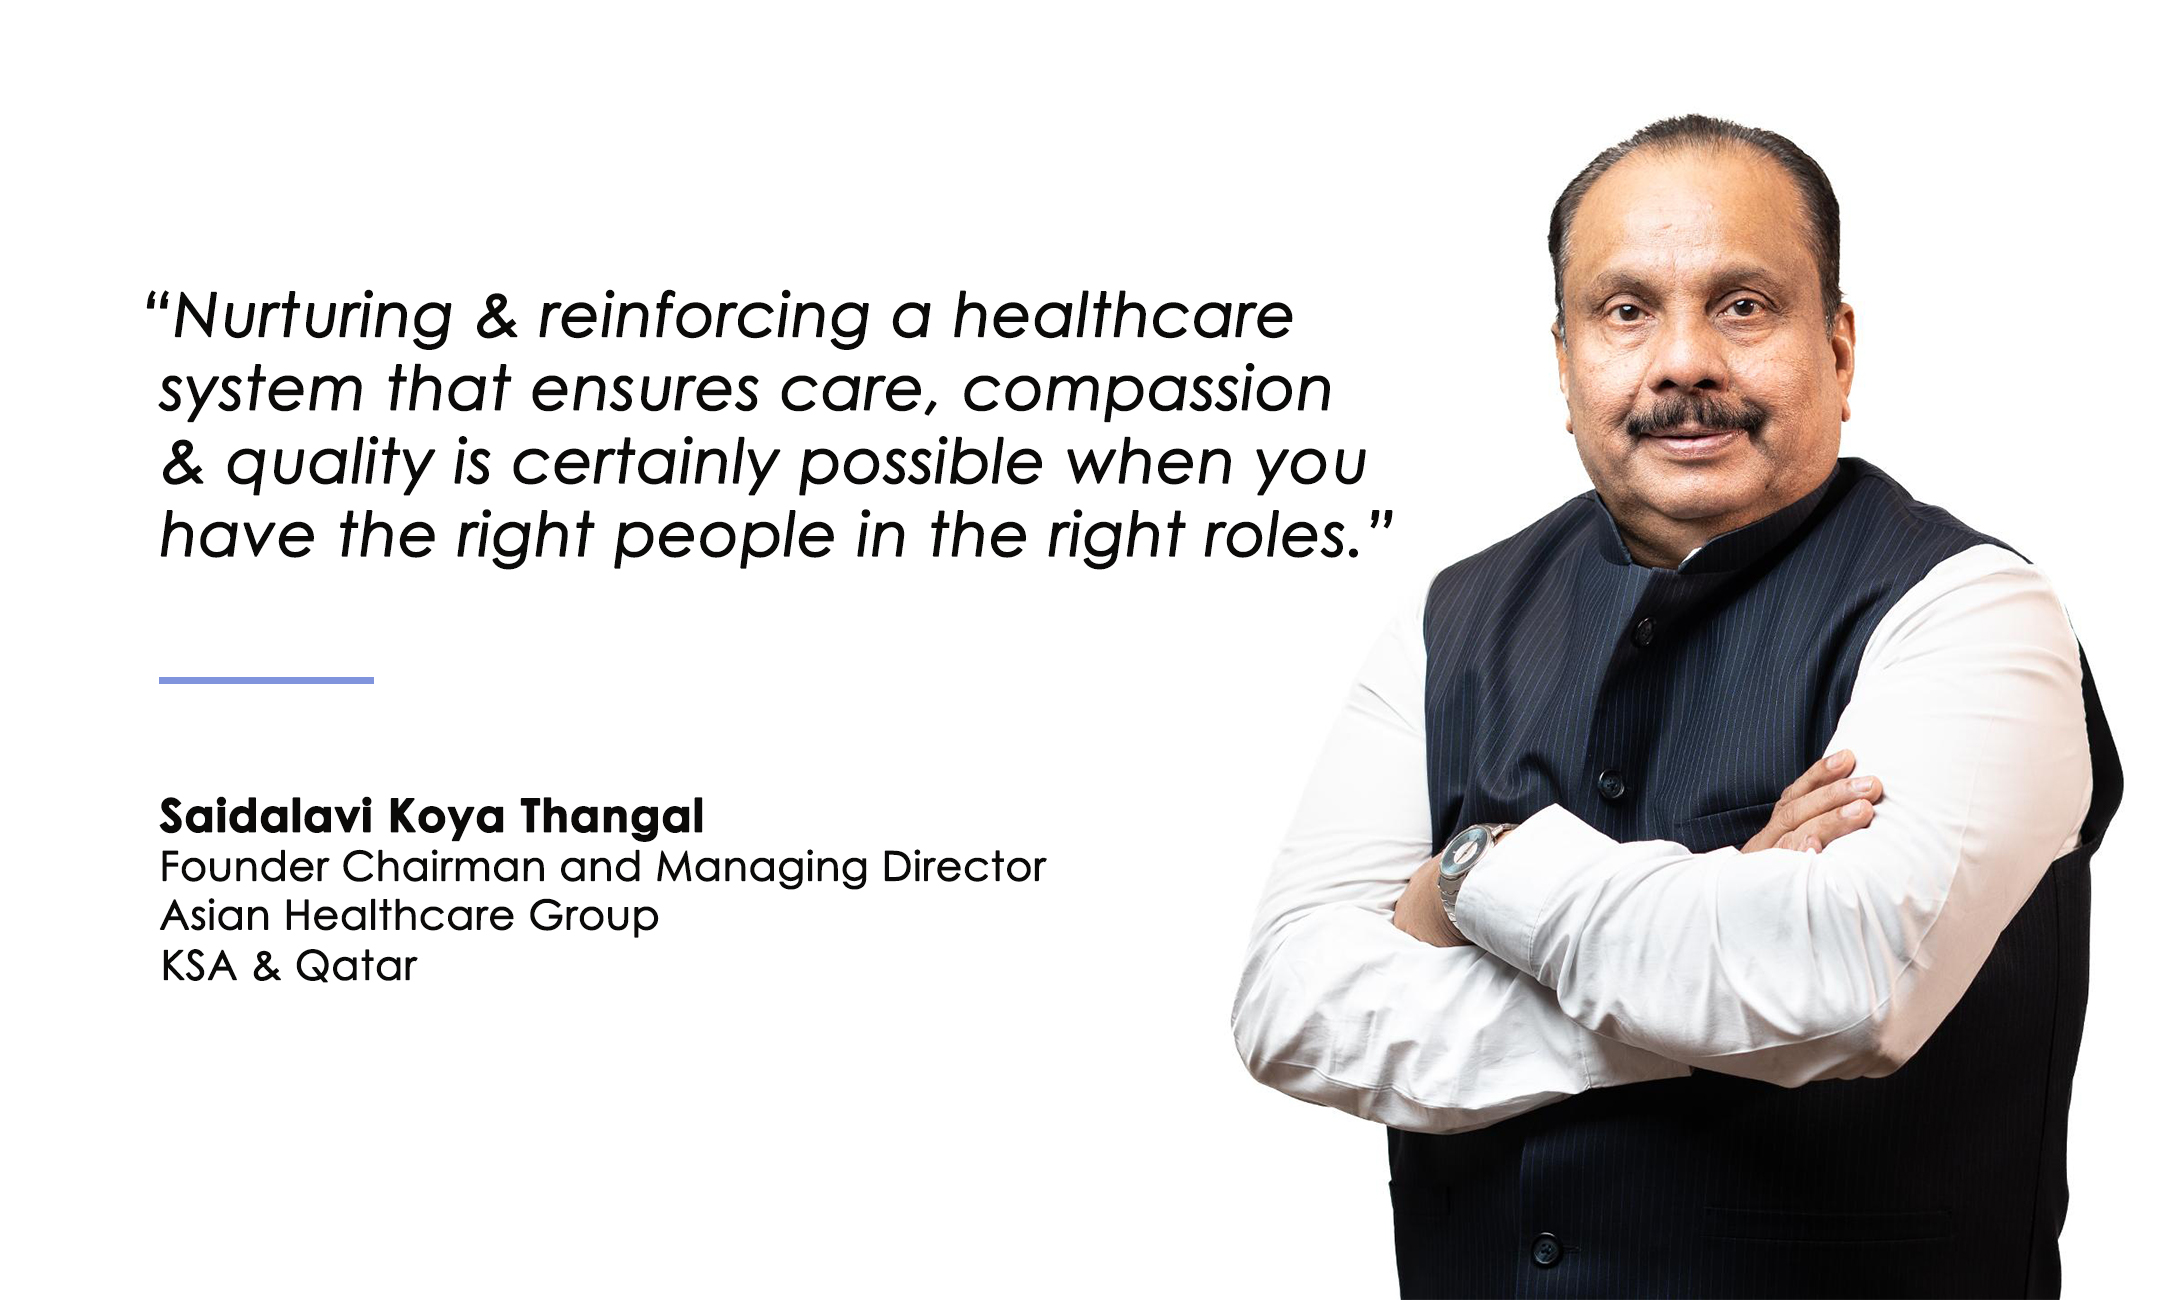 “Nurturing & reinforcing a healthcare
system that ensures care, compassion
& quality is certainly possible when you
have the right people in the right roles.”
Saidalavi Koya Thangal
Founder Chairman and Managing Director
Asian Healthcare Group
KSA & Qatar